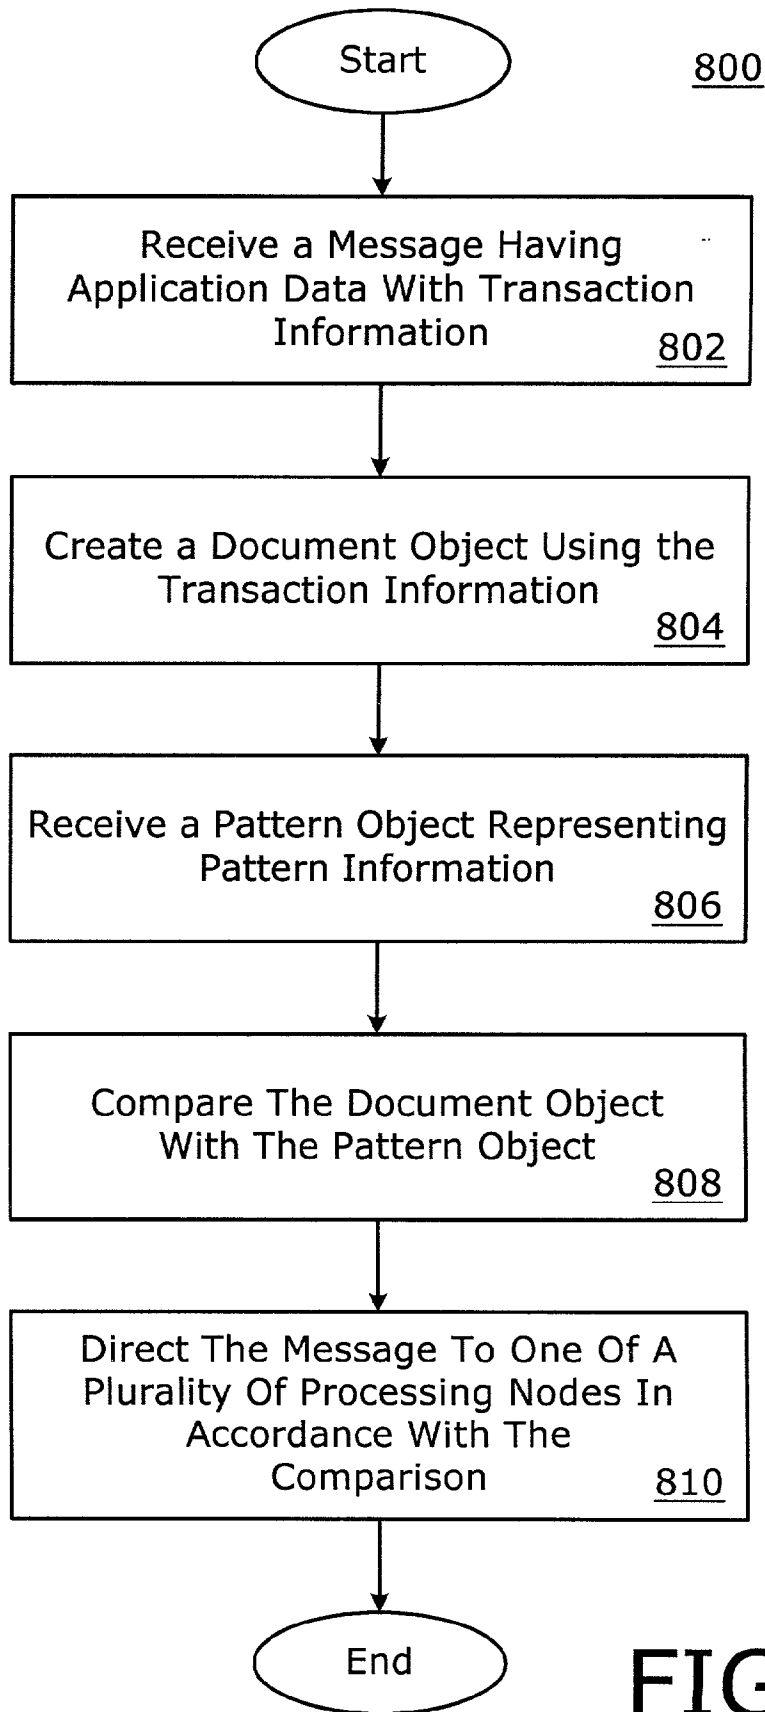 Start
800
Receive a Message Having
Application Data With Transaction
Information
802
Create a Document Object Using the
Transaction Information
804
Receive a Pattern Object Representing
Pattern Information
806
Compare The Document Object
With The Pattern Object
808
Direct The Message To One Of A
Plurality Of Processing Nodes In
Accordance With The
Comparison
810
End
FIG